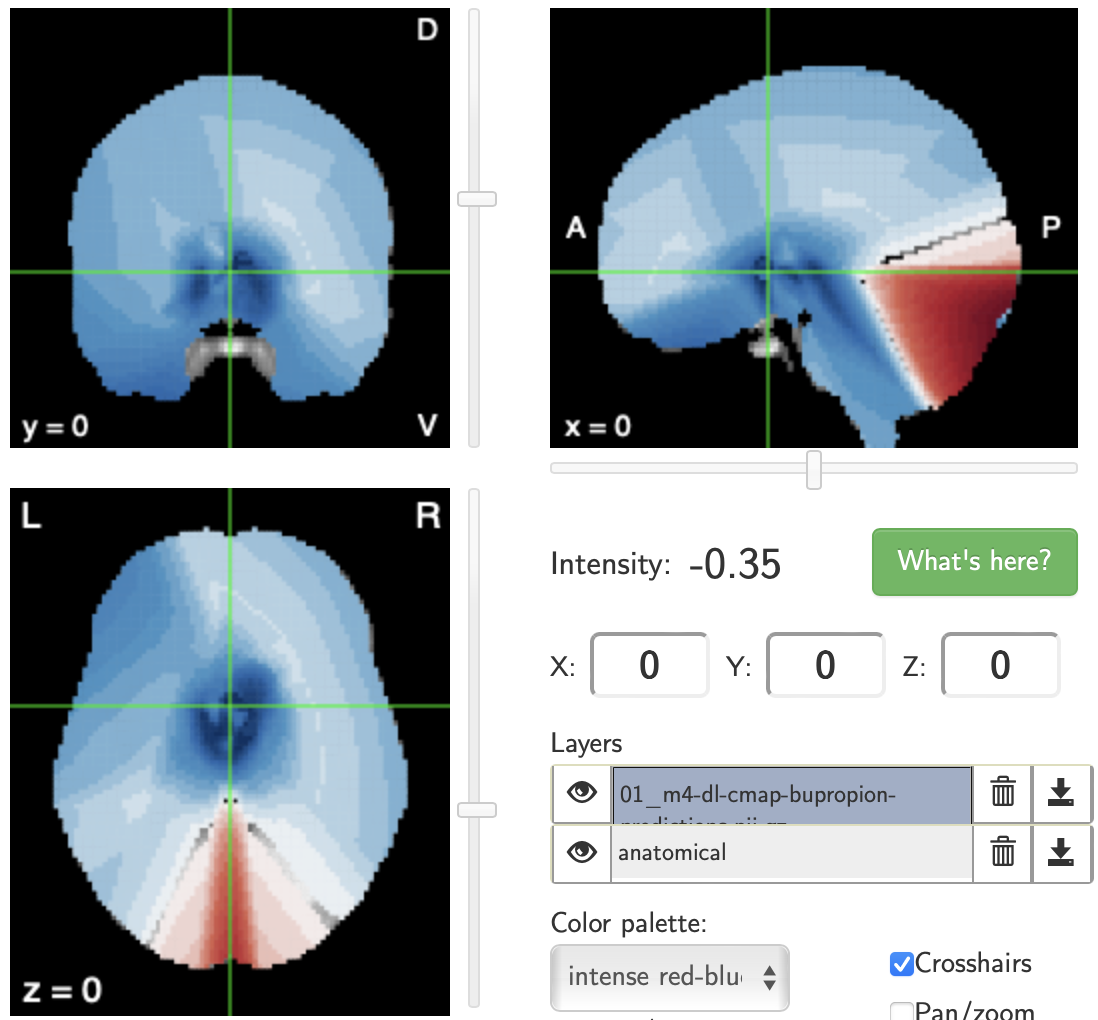 D
A P
y = 0 V
x = 0
L R
Intensity: -0.35 What's here?
X: 0 Y: 0 Z: 0
Layers
01_m4-dl-cmap-bupropion-
anatomical
Color palette:
intense red-blu
Crosshairs
z = 0
Pan/zoom